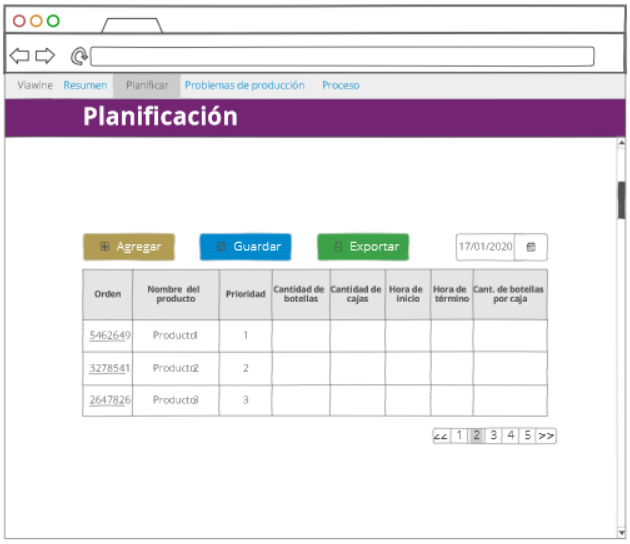 Viawine Resumen Planificar Problemas de producción Proceso
Planificación
Agregar Guardar Exportar 17/01/2020
Orden Nombre del producto Prioridad Cantidad de botellas Cantidad de cajas Hora de inicio Hora de término Cant. de botellas por caja
5462649 Producto1 1
3278541 Producto2 2
2647826 Producto3 3
<< 1 2 3 4 5 >>